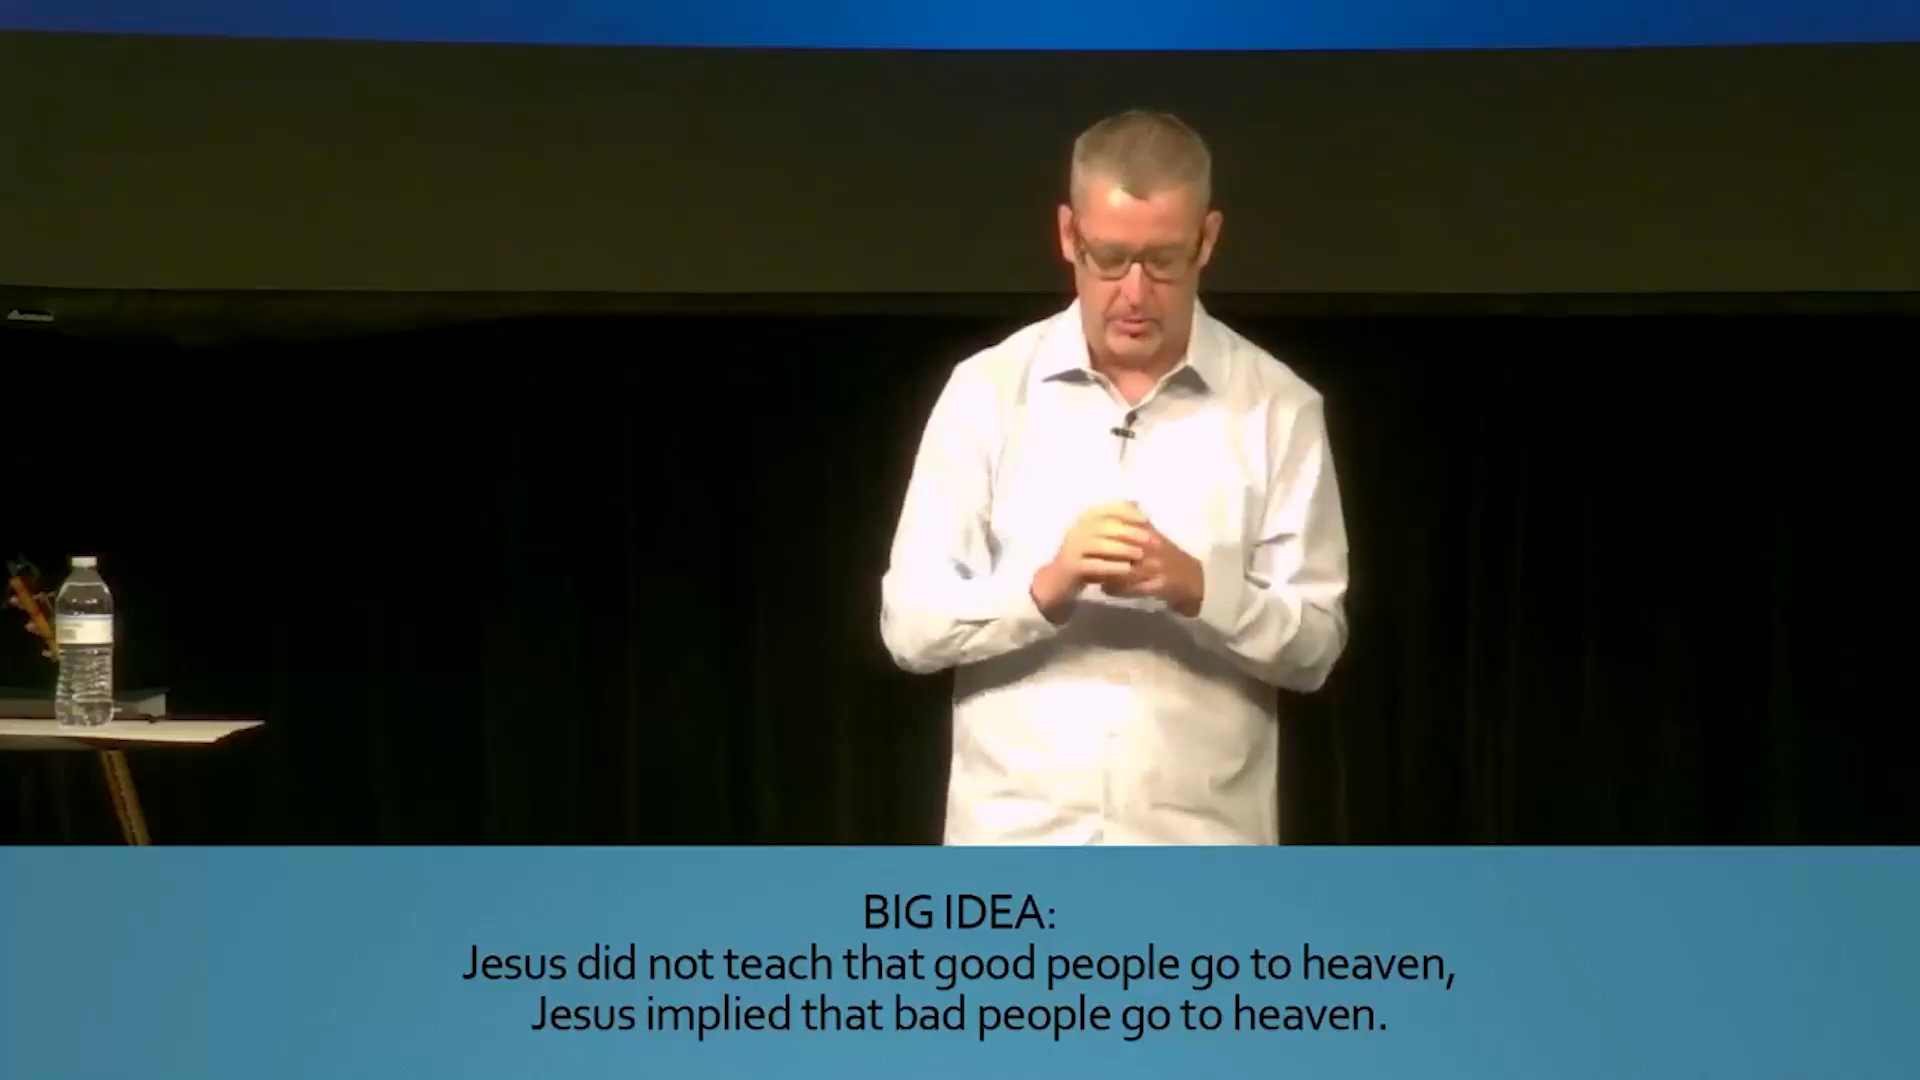 BIG IDEA:
Jesus did not teach that good people go to heaven,
Jesus implied that bad people go to heaven.